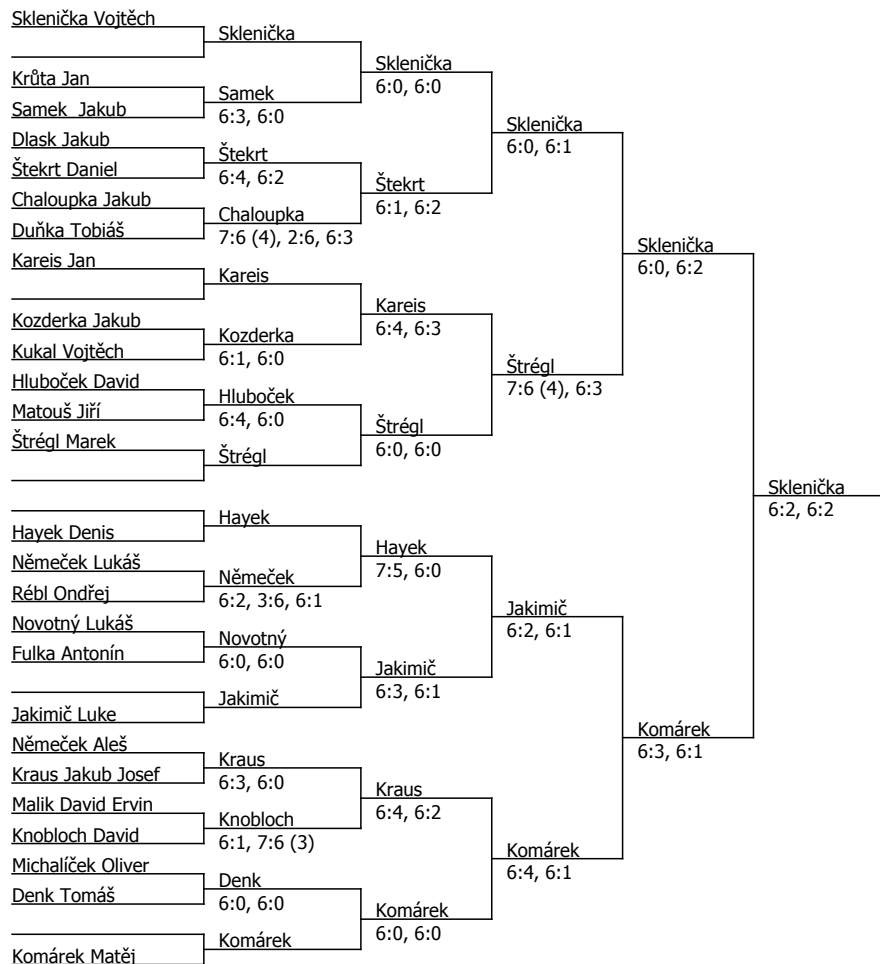 Sklenička Vojtěch
Krůta Jan
Samek Jakub
Dlask Jakub
Štekrt Daniel
Chaloupka Jakub
Duňka Tobiáš
Kareis Jan
Kozderka Jakub
Kukal Vojtěch
Hluboček David
Matouš Jiří
Štrégl Marek
Hayek Denis
Němeček Lukáš
Rébl Ondřej
Novotný Lukáš
Fulka Antonín
Jakimič Luke
Němeček Aleš
Kraus Jakub Josef
Malik David Ervin
Knobloch David
Michalíček Oliver
Denk Tomáš
Komárek Matěj
Sklenička
Samek
6:3, 6:0
Štekrt
6:4, 6:2
Chaloupka
7:6 (4), 2:6, 6:3
Kareis
Kozderka
6:1, 6:0
Hluboček
6:4, 6:0
Štrégl
Hayek
Němeček
6:2, 3:6, 6:1
Novotný
6:0, 6:0
Jakimič
Kraus
6:3, 6:0
Knobloch
6:1, 7:6 (3)
Denk
6:0, 6:0
Komárek
Sklenička
6:0, 6:0
Štekrt
6:1, 6:2
Kareis
6:4, 6:3
Štrégl
6:0, 6:0
Hayek
7:5, 6:0
Jakimič
6:3, 6:1
Kraus
6:4, 6:2
Komárek
6:0, 6:0
Sklenička
6:0, 6:1
Štrégl
7:6 (4), 6:3
Jakimič
6:2, 6:1
Komárek
6:4, 6:1
Sklenička
6:0, 6:2
Komárek
6:3, 6:1
Sklenička
6:2, 6:2